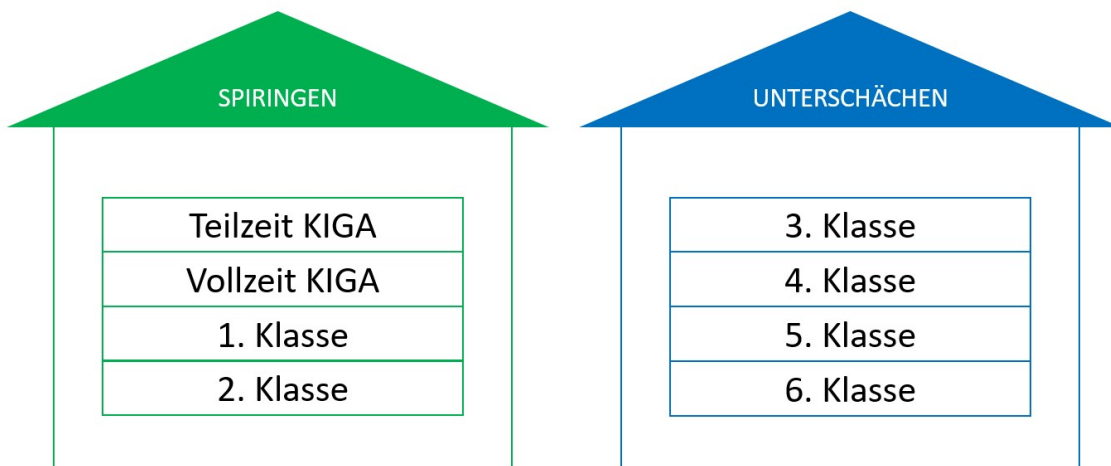 SPIRINGEN
Teilzeit KIGA
Vollzeit KIGA
1. Klasse
2. Klasse
UNTERSCHÄCHEN
3. Klasse
4. Klasse
5. Klasse
6. Klasse